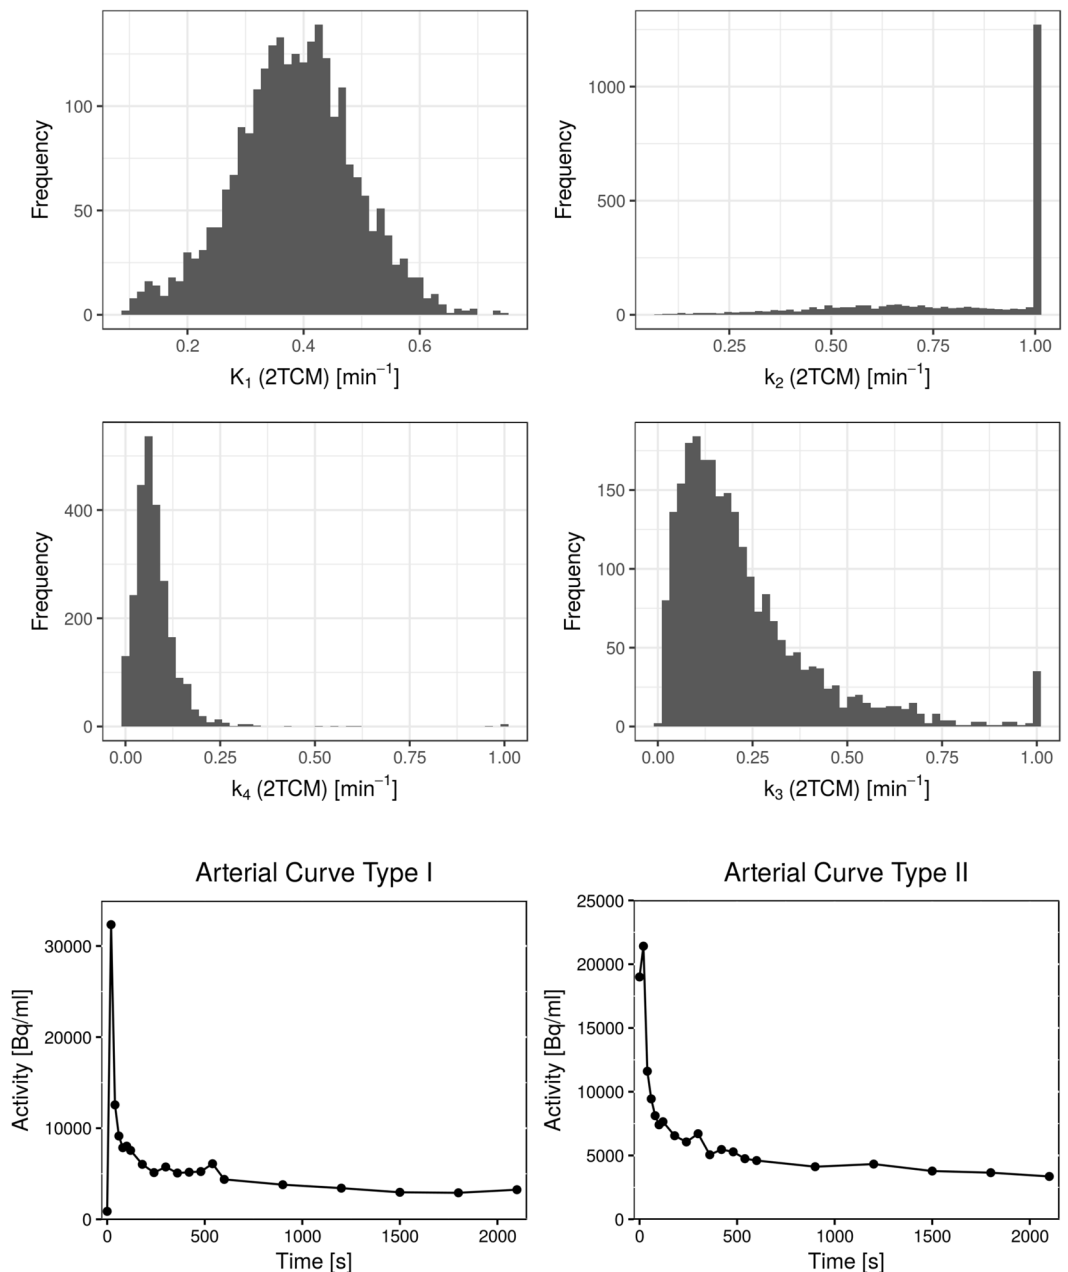 Frequency
100
50
0
0.2 0.4 0.6
K₁ (2TCM) [min⁻¹]
Frequency
1000
500
0
0.25 0.50 0.75 1.00
k₂ (2TCM) [min⁻¹]
Frequency
400
200
0
0.00 0.25 0.50 0.75 1.00
k₄ (2TCM) [min⁻¹]
Frequency
150
100
50
0
0.00 0.25 0.50 0.75 1.00
k₃ (2TCM) [min⁻¹]
Arterial Curve Type I
Activity [Bq/ml]
30000
20000
10000
0
0 500 1000 1500 2000
Time [s]
Arterial Curve Type II
Activity [Bq/ml]
25000
20000
15000
10000
5000
0
0 500 1000 1500 2000
Time [s]